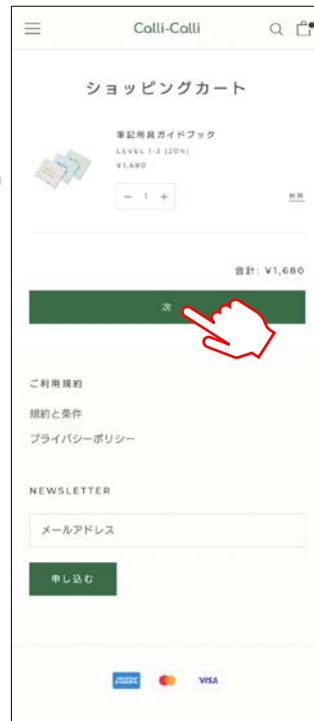 Calli-Calli
ショッピングカート
筆記用具ガイドブック
LEVEL 1-3 (20%)
¥1,680
− 1 +
削除
合計: ¥1,680
次
ご利用規約
規約と条件
プライバシーポリシー
NEWSLETTER
メールアドレス
申し込む
VISA